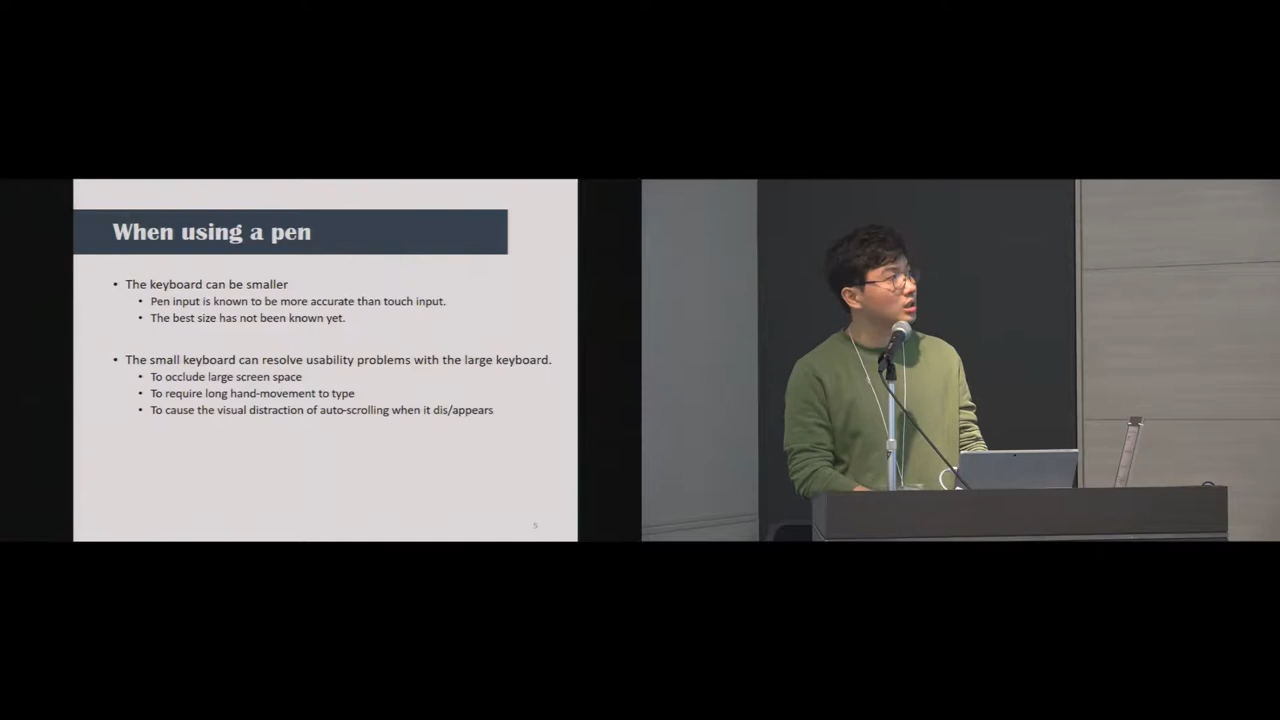 When using a pen
• The keyboard can be smaller
• Pen input is known to be more accurate than touch input.
• The best size has not been known yet.
• The small keyboard can resolve usability problems with the large keyboard.
• To occlude large screen space
• To require long hand-movement to type
• To cause the visual distraction of auto-scrolling when it dis/appears
5